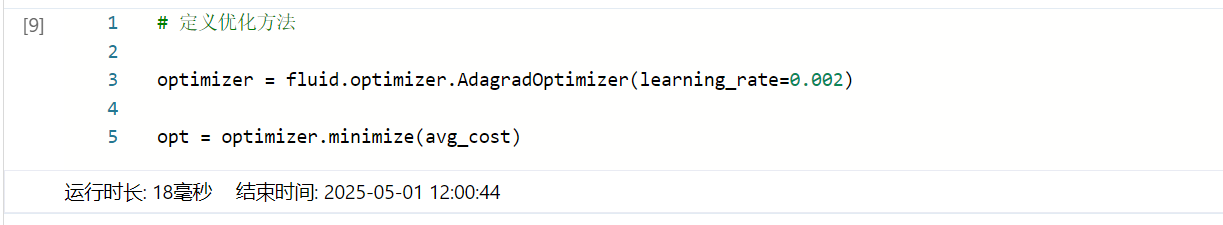 [9] 1 # 定义优化方法
2
3 optimizer = fluid.optimizer.AdagradOptimizer(learning_rate=0.002)
4
5 opt = optimizer.minimize(avg_cost)
运行时长: 18毫秒 结束时间: 2025-05-01 12:00:44